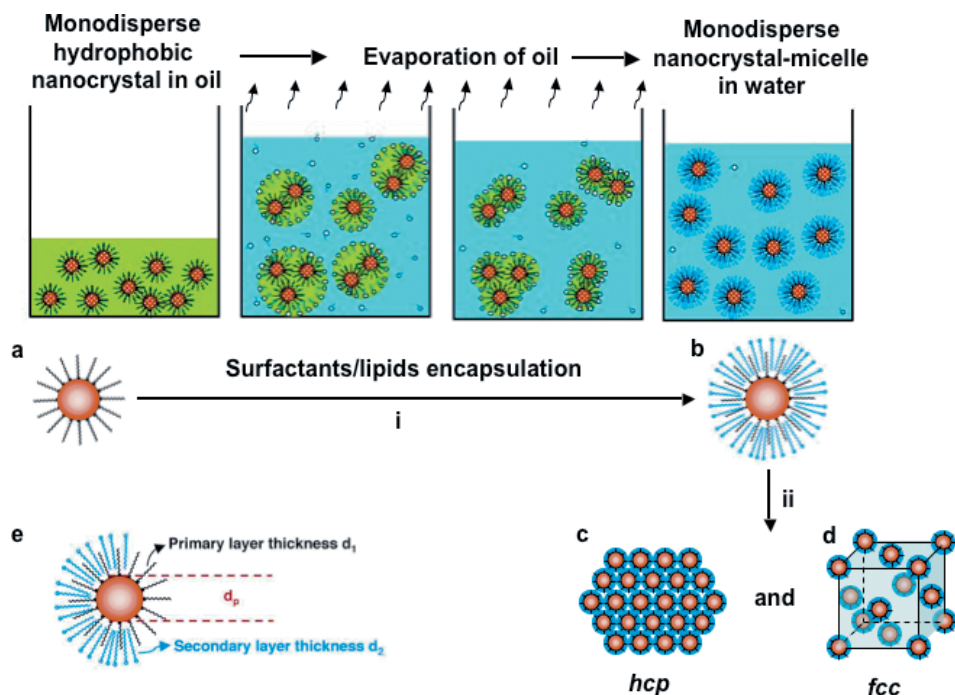 Monodisperse
hydrophobic
nanocrystal in oil
Evaporation of oil
Monodisperse
nanocrystal-micelle
in water
a
Surfactants/lipids encapsulation
b
i
ii
e
Primary layer thickness d₁
dₚ
Secondary layer thickness d₂
c
d
and
hcp
fcc